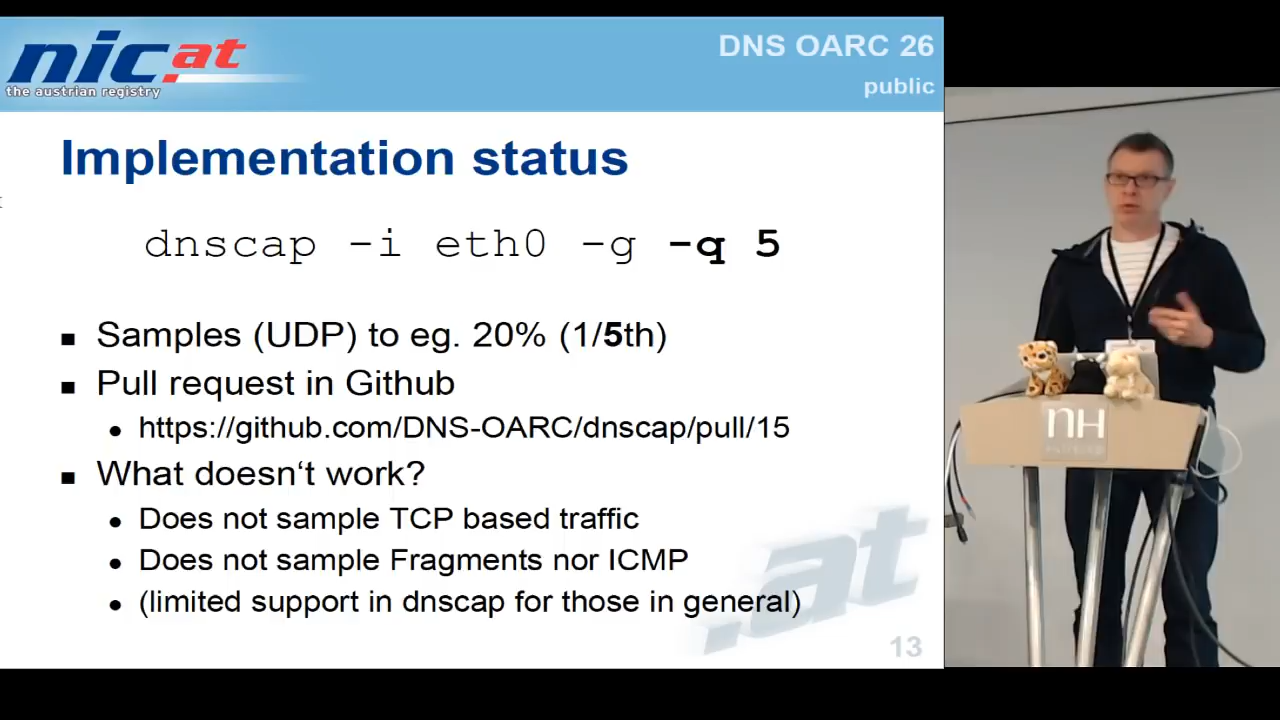 nic.at
the austrian registry
DNS OARC 26
public
Implementation status
dnscap -i eth0 -g -q 5
■ Samples (UDP) to eg. 20% (1/5th)
■ Pull request in Github
• https://github.com/DNS-OARC/dnscap/pull/15
■ What doesn‘t work?
• Does not sample TCP based traffic
• Does not sample Fragments nor ICMP
• (limited support in dnscap for those in general)
.at
13
nH